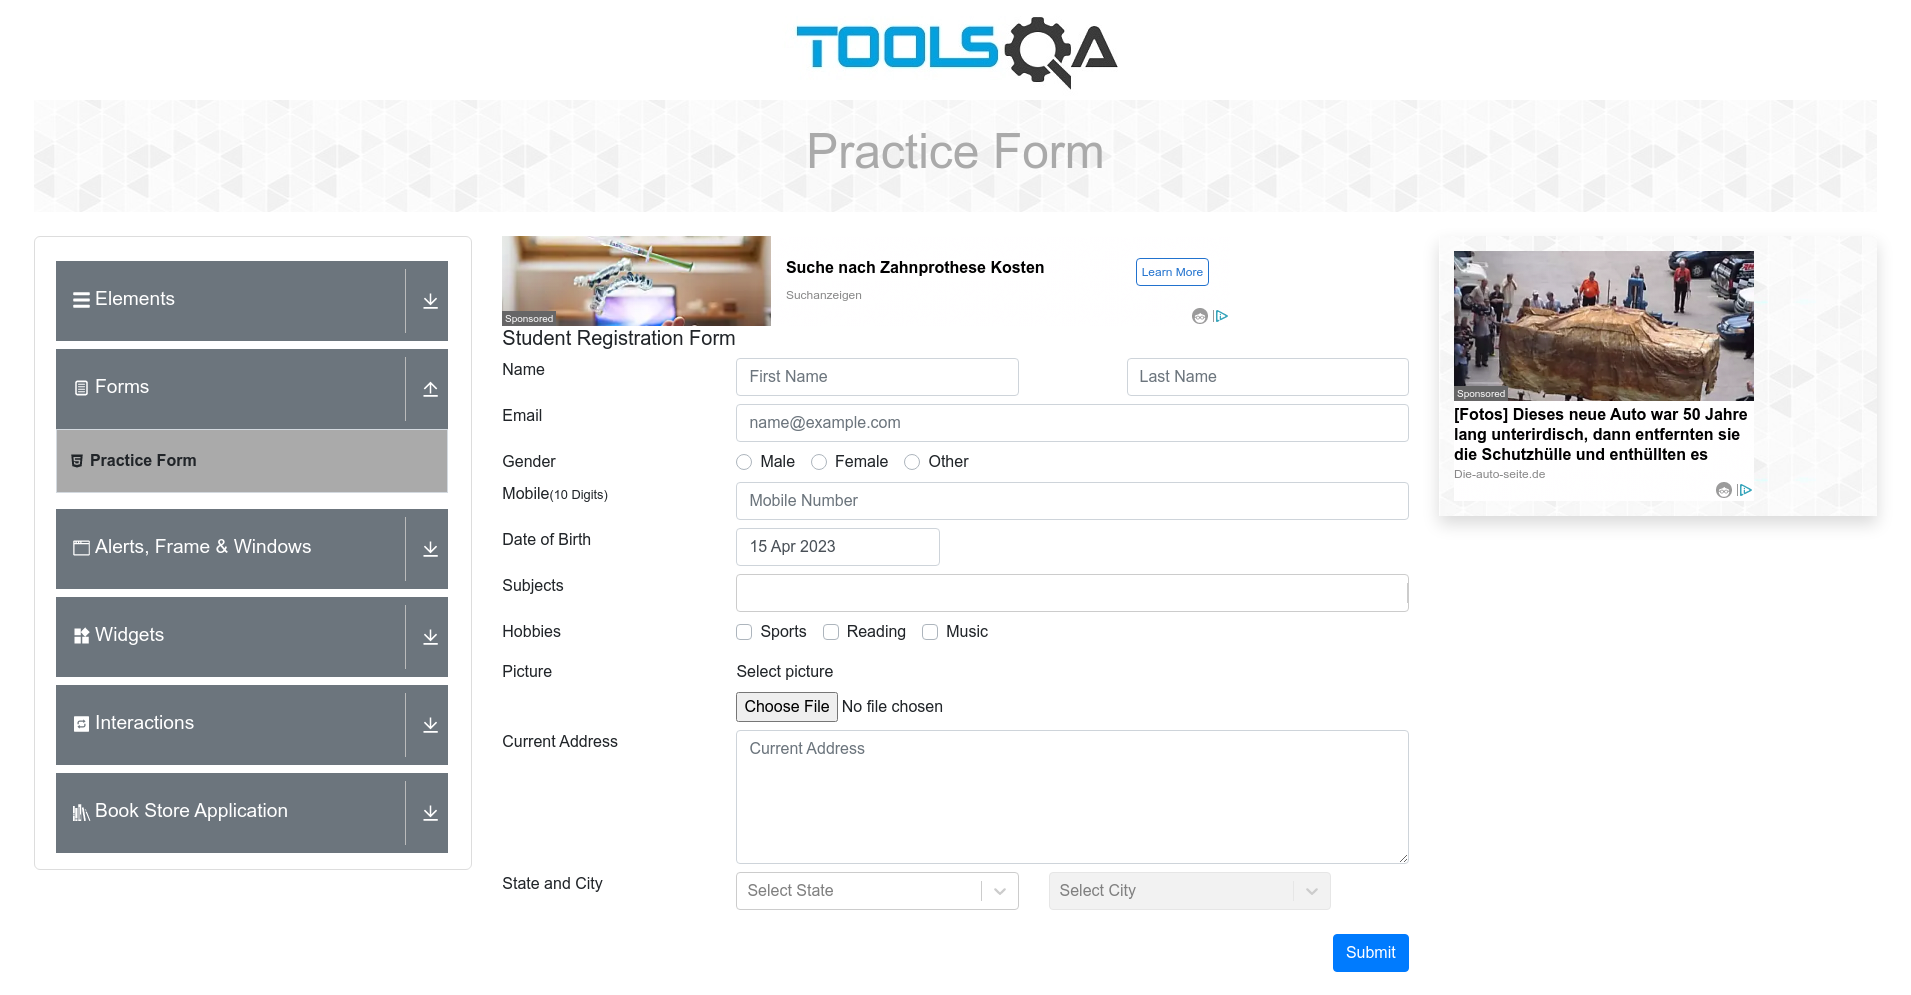 TOOLSQA
Practice Form
Elements
Forms
Practice Form
Alerts, Frame & Windows
Widgets
Interactions
Book Store Application
Sponsored
Suche nach Zahnprothese Kosten
Suchanzeigen
Learn More
Student Registration Form
Name First Name Last Name
Email name@example.com
Gender Male Female Other
Mobile(10 Digits) Mobile Number
Date of Birth 15 Apr 2023
Subjects
Hobbies Sports Reading Music
Picture Select picture
Choose File No file chosen
Current Address Current Address
State and City Select State Select City
Submit
Sponsored
[Fotos] Dieses neue Auto war 50 Jahre
lang unterirdisch, dann entfernten sie
die Schutzhülle und enthüllten es
Die-auto-seite.de